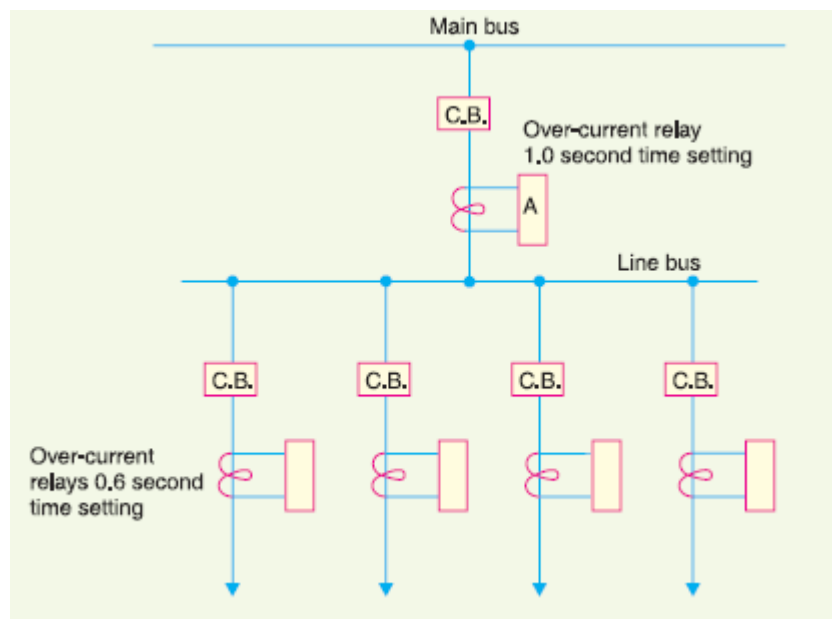 Main bus
C.B.
Over-current relay
1.0 second time setting
A
Line bus
C.B.
C.B.
C.B.
C.B.
Over-current
relays 0.6 second
time setting